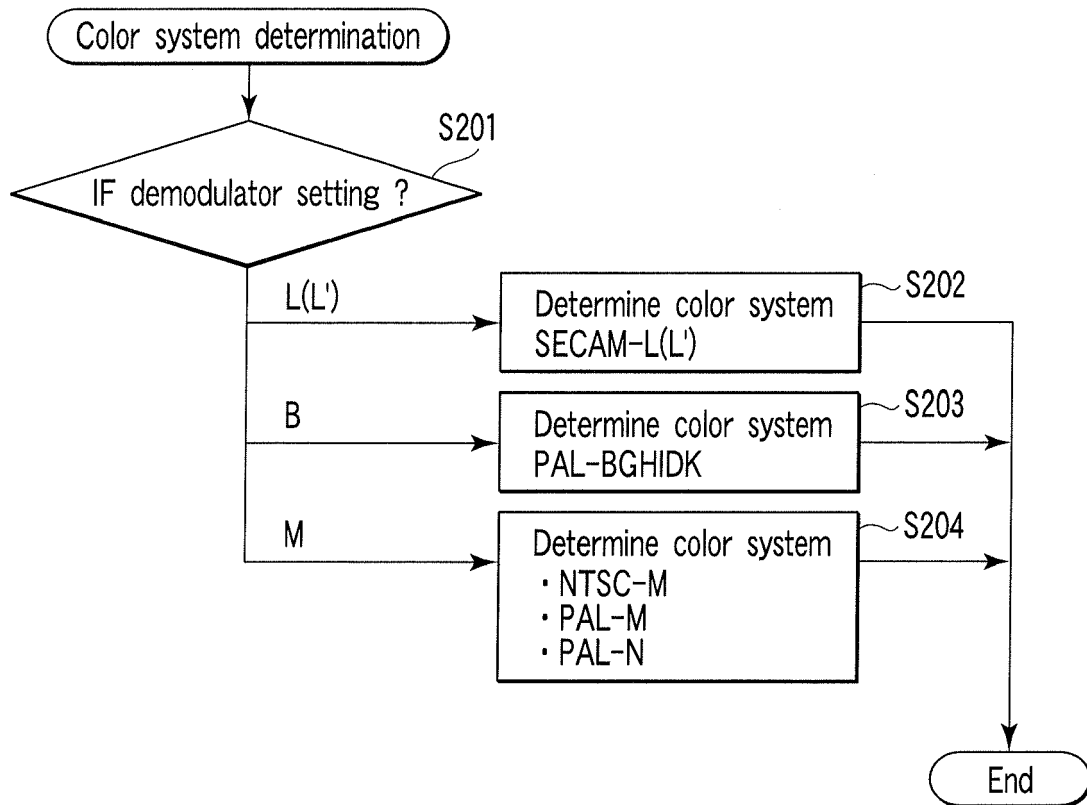 Color system determination
S201
IF demodulator setting ?
L(L')
Determine color system
SECAM-L(L')
S202
B
Determine color system
PAL-BGHIDK
S203
M
Determine color system
・NTSC-M
・PAL-M
・PAL-N
S204
End